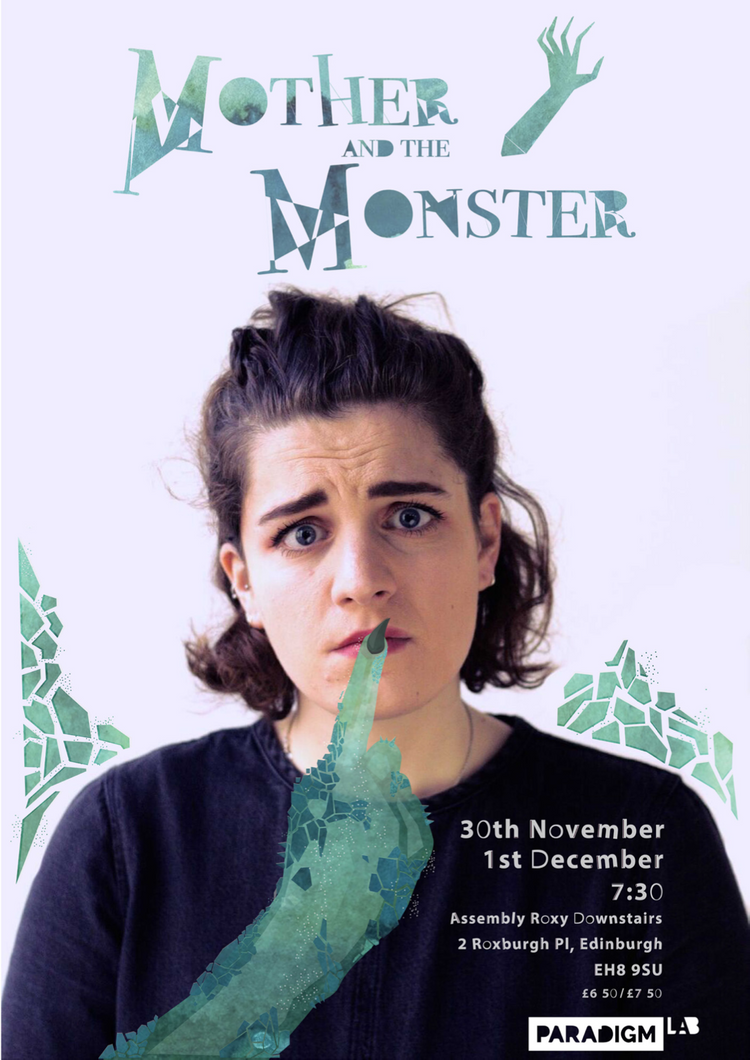 MOTHER
AND THE
MONSTER
30th November
1st December
7:30
Assembly Roxy Downstairs
2 Roxburgh Pl, Edinburgh
EH8 9SU
£6 50/£7 50
PARADIGM LAB